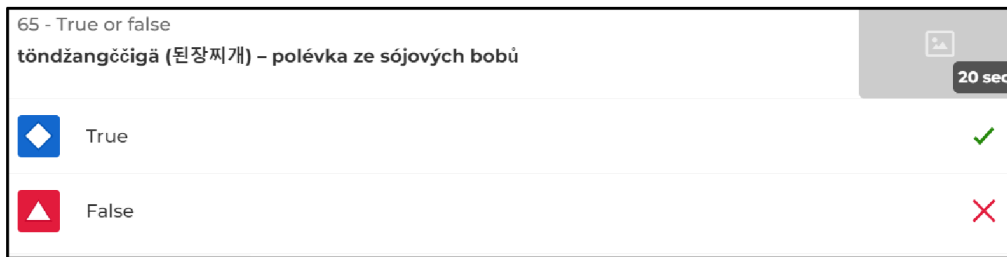 65 - True or false
töndžangččigä (된장찌개) – polévka ze sójových bobů
20 sec
True
False